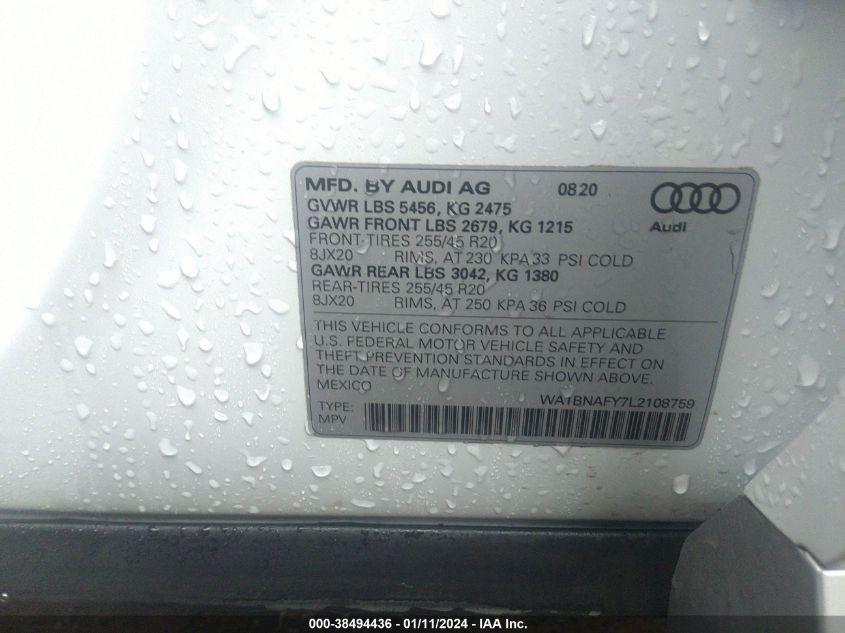 MFD. BY AUDI AG 08.20
GVWR LBS 5456, KG 2475
GAWR FRONT LBS 2679, KG 1215
FRONT-TIRES 255/45 R20
8JX20 RIMS, AT 230 KPA 33 PSI COLD
GAWR REAR LBS 3042, KG 1380
REAR-TIRES 255/45 R20
8JX20 RIMS, AT 250 KPA 36 PSI COLD
Audi
THIS VEHICLE CONFORMS TO ALL APPLICABLE
U.S. FEDERAL MOTOR VEHICLE SAFETY AND
THEFT PREVENTION STANDARDS IN EFFECT ON
THE DATE OF MANUFACTURE SHOWN ABOVE.
MEXICO
WA1BNAFY7L2108759
TYPE:
MPV
000-38494436 - 01/11/2024 - IAA Inc.